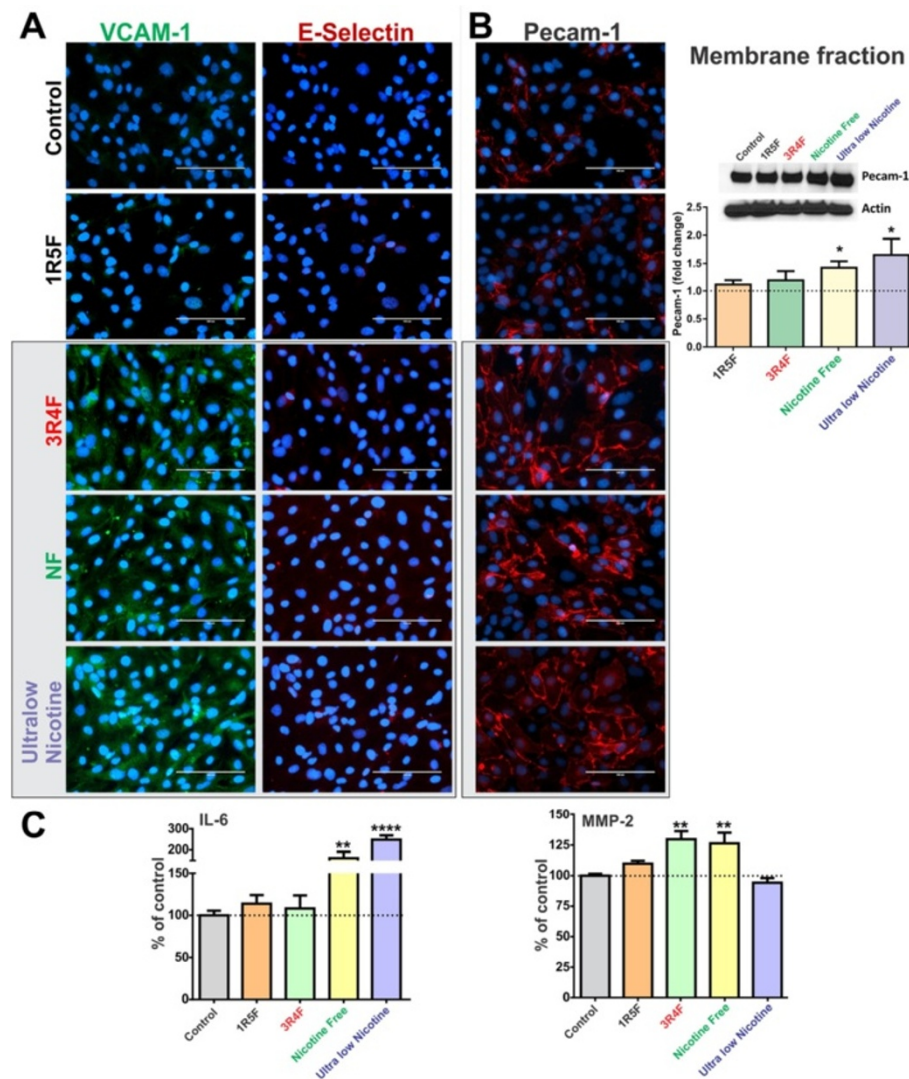 A
VCAM-1
E-Selectin
Control
1R5F
3R4F
NF
Ultralow
Nicotine
B
Pecam-1
Membrane fraction
Control
1R5F
3R4F
Nicotine Free
Ultra low Nicotine
Pecam-1
Actin
Pecam-1 (fold change)
2.5
2.0
1.5
1.0
0.5
0.0
*
*
1R5F
3R4F
Nicotine Free
Ultra low Nicotine
C
IL-6
% of control
300
200
150
100
50
0
**
****
Control
1R5F
3R4F
Nicotine Free
Ultra low Nicotine
MMP-2
% of control
150
125
100
75
50
25
0
**
**
Control
1R5F
3R4F
Nicotine Free
Ultra low Nicotine